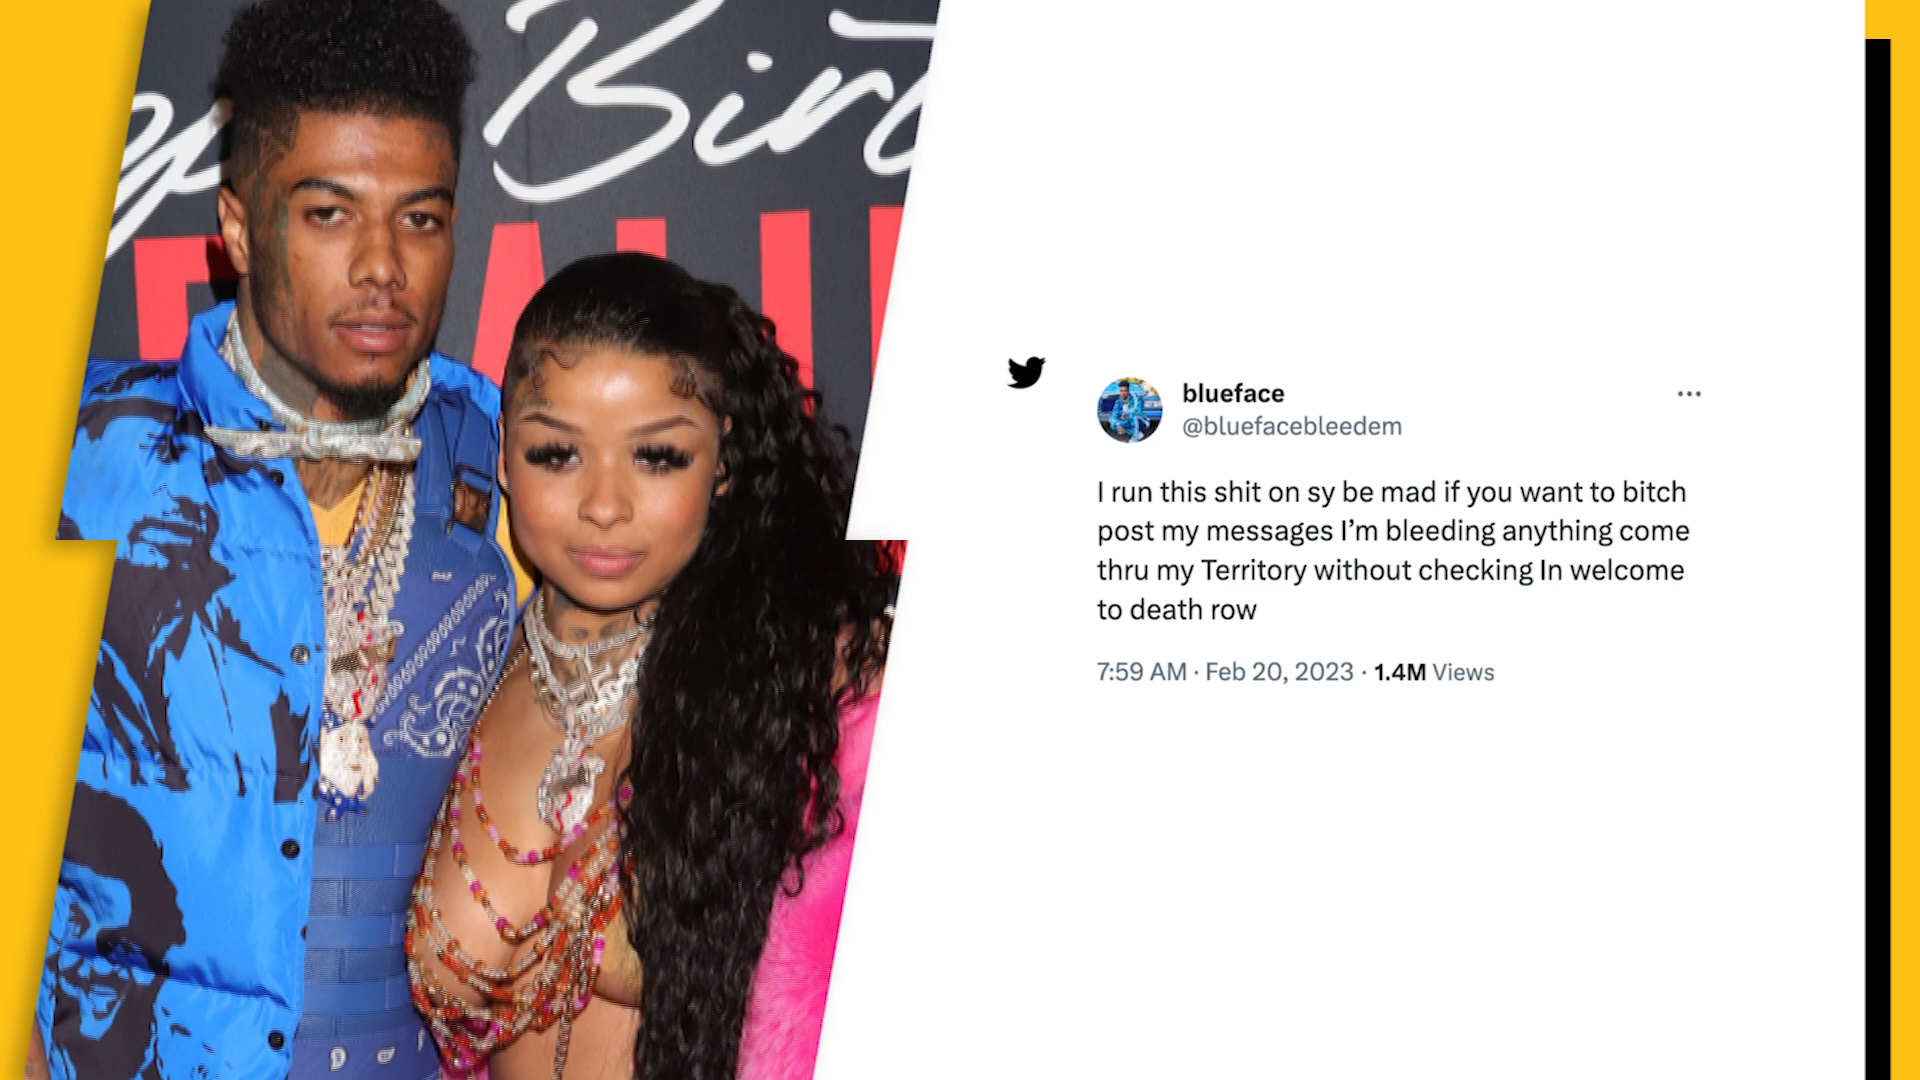 Birt
blueface
@bluefacebleedem
I run this shit on sy be mad if you want to bitch
post my messages I’m bleeding anything come
thru my Territory without checking In welcome
to death row
7:59 AM · Feb 20, 2023 · 1.4M Views